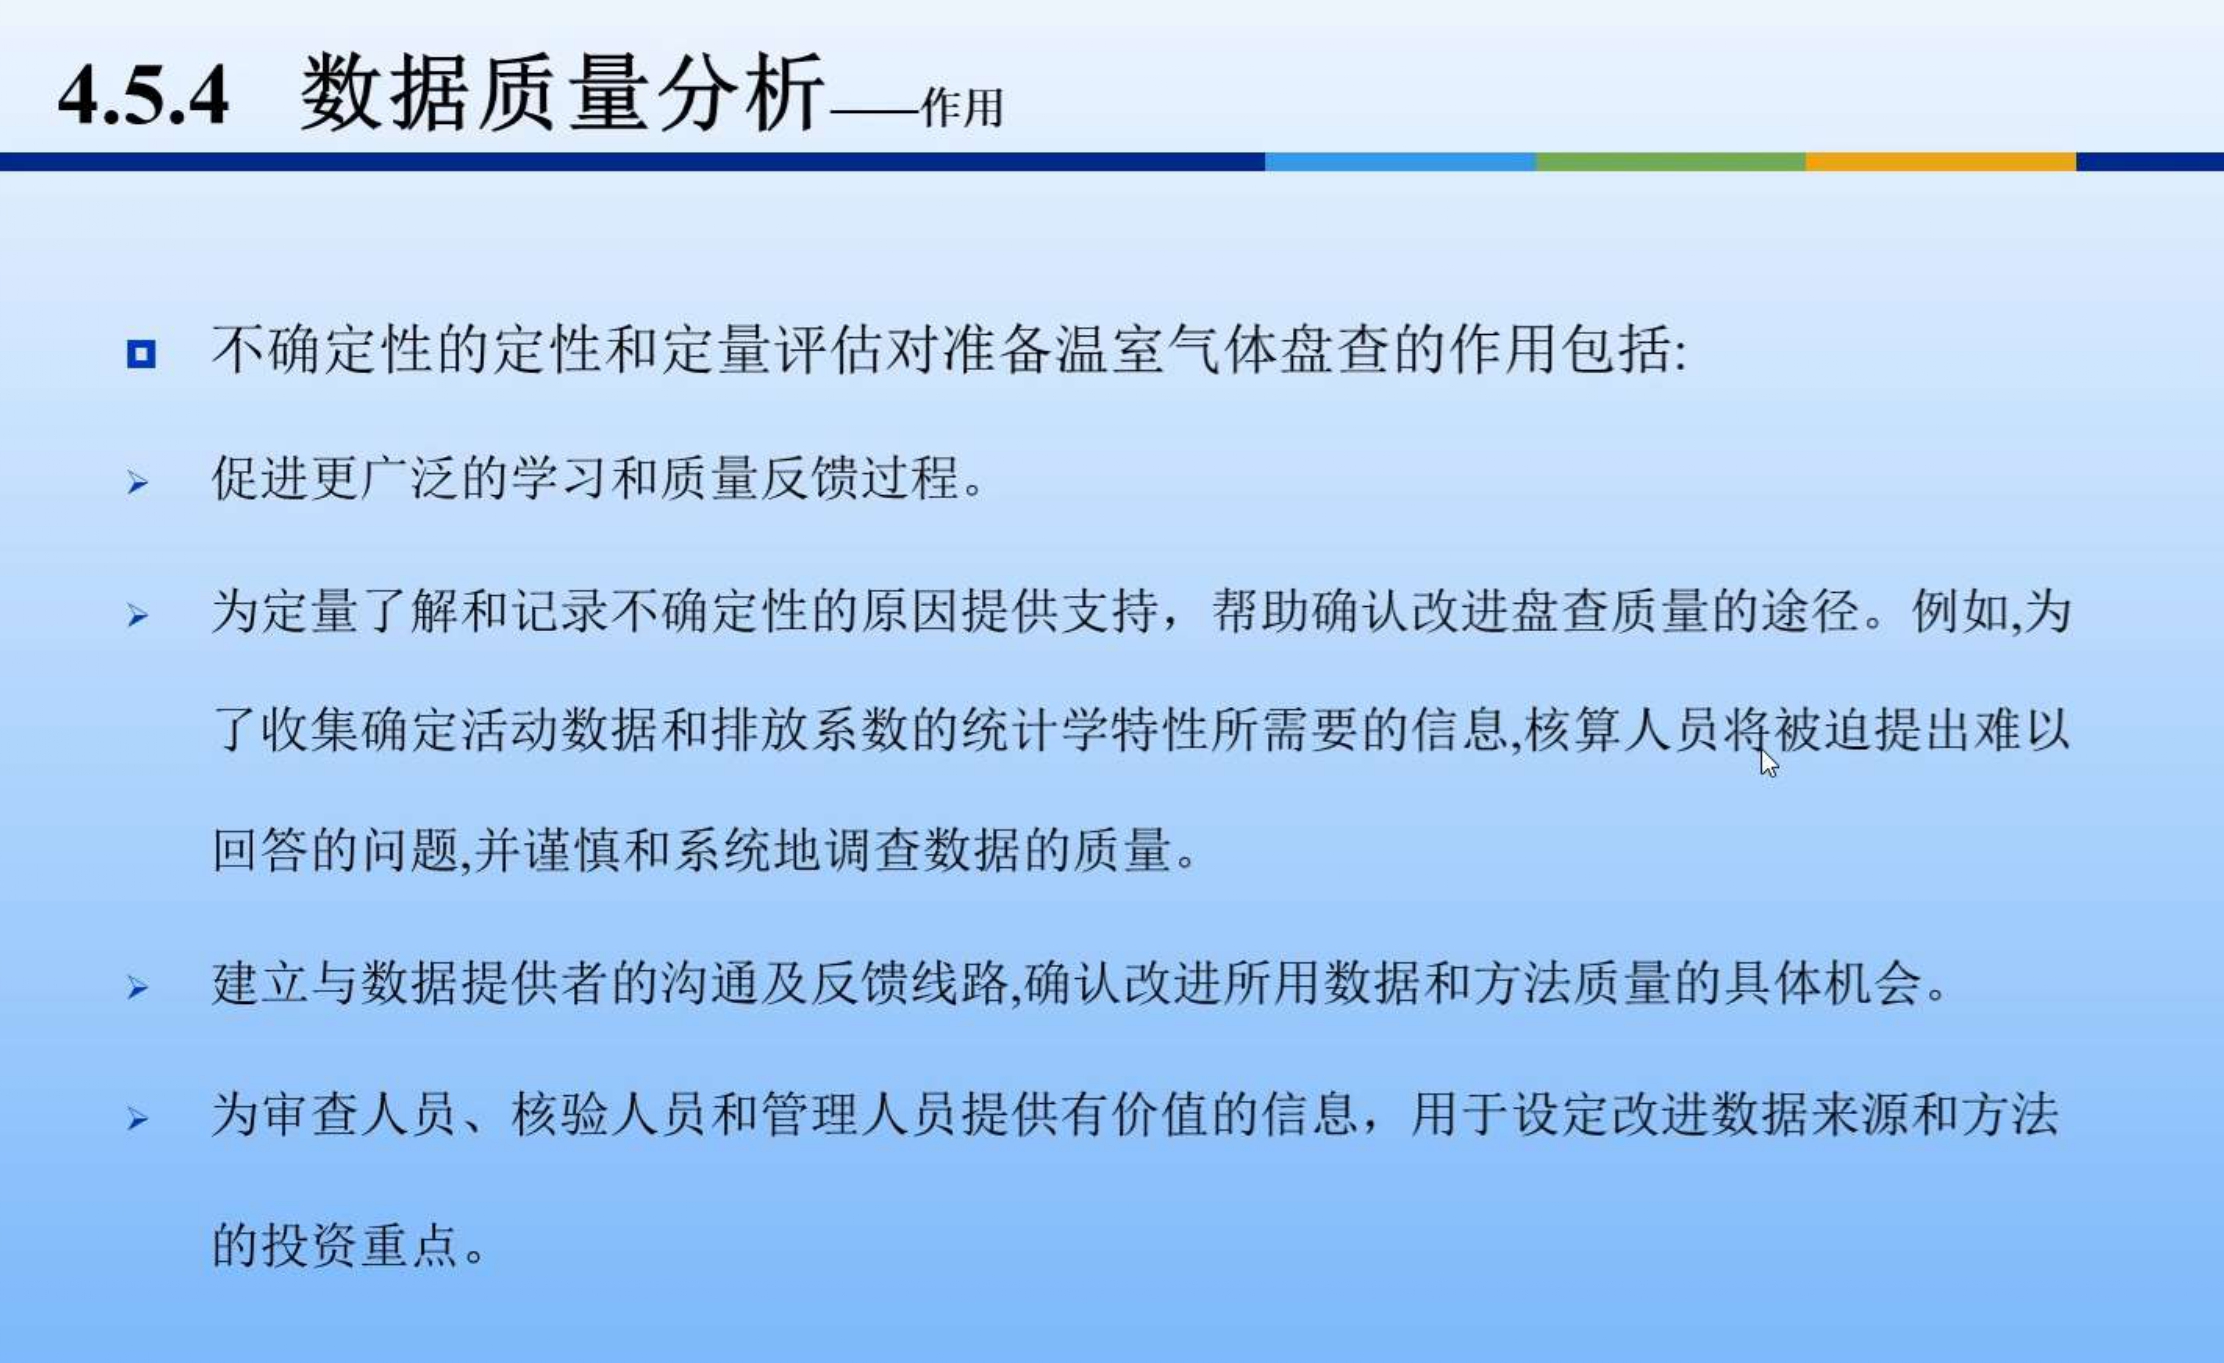 4.5.4 数据质量分析——作用
不确定性的定性和定量评估对准备温室气体盘查的作用包括:
促进更广泛的学习和质量反馈过程。
为定量了解和记录不确定性的原因提供支持，帮助确认改进盘查质量的途径。例如,为
了收集确定活动数据和排放系数的统计学特性所需要的信息,核算人员将被迫提出难以
回答的问题,并谨慎和系统地调查数据的质量。
建立与数据提供者的沟通及反馈线路,确认改进所用数据和方法质量的具体机会。
为审查人员、核验人员和管理人员提供有价值的信息，用于设定改进数据来源和方法
的投资重点。